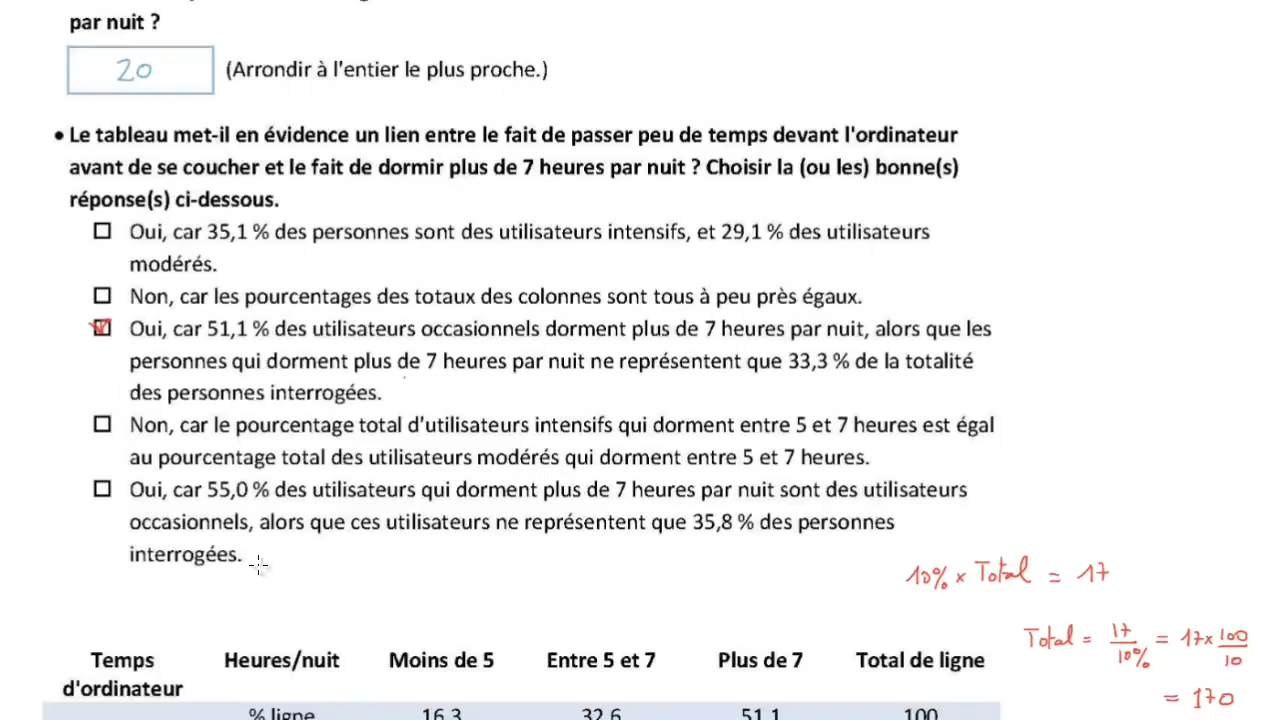 par nuit ?
20 (Arrondir à l'entier le plus proche.)
• Le tableau met-il en évidence un lien entre le fait de passer peu de temps devant l'ordinateur
avant de se coucher et le fait de dormir plus de 7 heures par nuit ? Choisir la (ou les) bonne(s)
réponse(s) ci-dessous.
Oui, car 35,1 % des personnes sont des utilisateurs intensifs, et 29,1 % des utilisateurs
modérés.
Non, car les pourcentages des totaux des colonnes sont tous à peu près égaux.
Oui, car 51,1 % des utilisateurs occasionnels dorment plus de 7 heures par nuit, alors que les
personnes qui dorment plus de 7 heures par nuit ne représentent que 33,3 % de la totalité
des personnes interrogées.
Non, car le pourcentage total d'utilisateurs intensifs qui dorment entre 5 et 7 heures est égal
au pourcentage total des utilisateurs modérés qui dorment entre 5 et 7 heures.
Oui, car 55,0 % des utilisateurs qui dorment plus de 7 heures par nuit sont des utilisateurs
occasionnels, alors que ces utilisateurs ne représentent que 35,8 % des personnes
interrogées.
10% × Total = 17
Total = 17/10% = 17 × 100/10
= 170
Temps Heures/nuit Moins de 5 Entre 5 et 7 Plus de 7 Total de ligne
d'ordinateur
% ligne 16,3 32,6 51,1 100